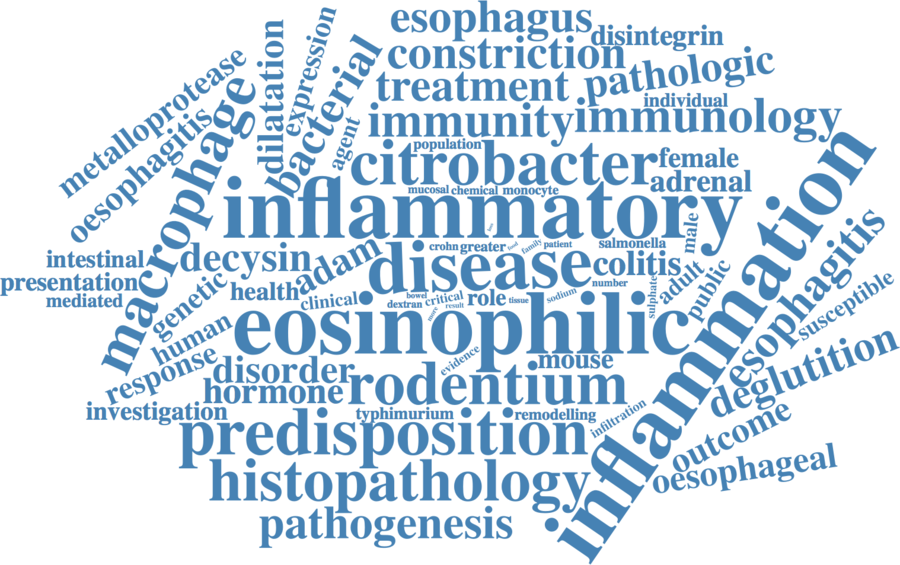 esophagus
disintegrin
constriction
expression
dilatation
metalloprotease
treatment
pathologic
bacterial
individual
immunity
immunology
agent
oesophagitis
macrophage
population
citrobacter
female
adrenal
mucosal
chemical
monocyte
inflammatory
inflammation
male
crohn
greater
food
family
patient
salmonella
intestinal
decysin
adam
disease
colitis
esophagitis
presentation
mediated
genetic
health
clinical
bowel
dextran
critical
result
more
role
tissue
sodium
number
sulphate
adult
public
susceptible
human
eosinophilic
response
disorder
evidence
mouse
hormone
rodentium
deglutition
investigation
typhimurium
remodelling
infiltration
predisposition
outcome
histopathology
oesophageal
pathogenesis